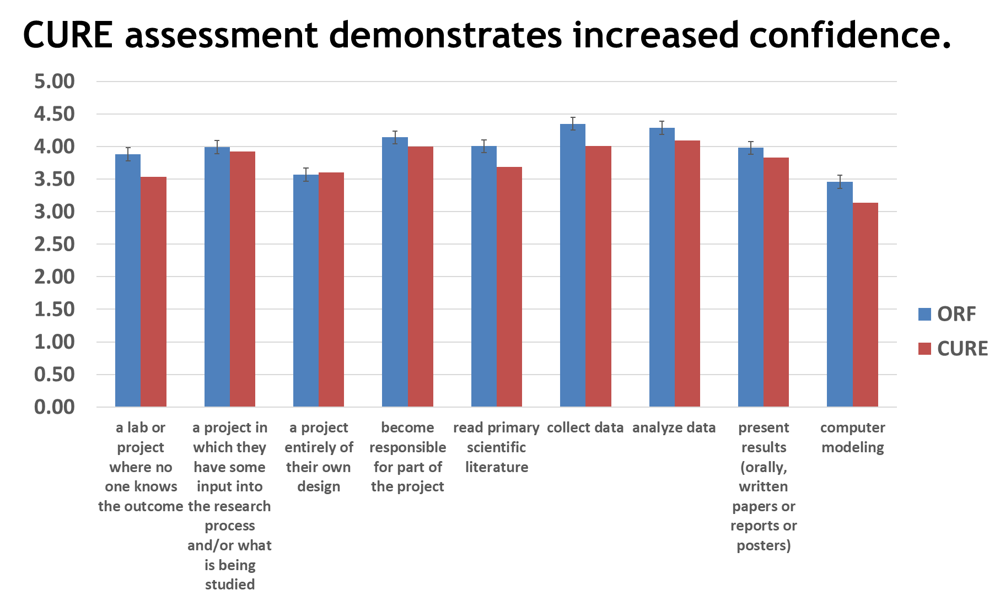 CURE assessment demonstrates increased confidence.
5.00
4.50
4.00
3.50
3.00
2.50
2.00
1.50
1.00
0.50
0.00
ORF
CURE
a lab or
project
where no
one knows
the outcome
a project in
which they
have some
input into
the research
process
and/or what
is being
studied
a project
entirely of
their own
design
become
responsible
for part of
the project
read primary
scientific
literature
collect data
analyze data
present
results
(orally,
written
papers or
reports or
posters)
computer
modeling